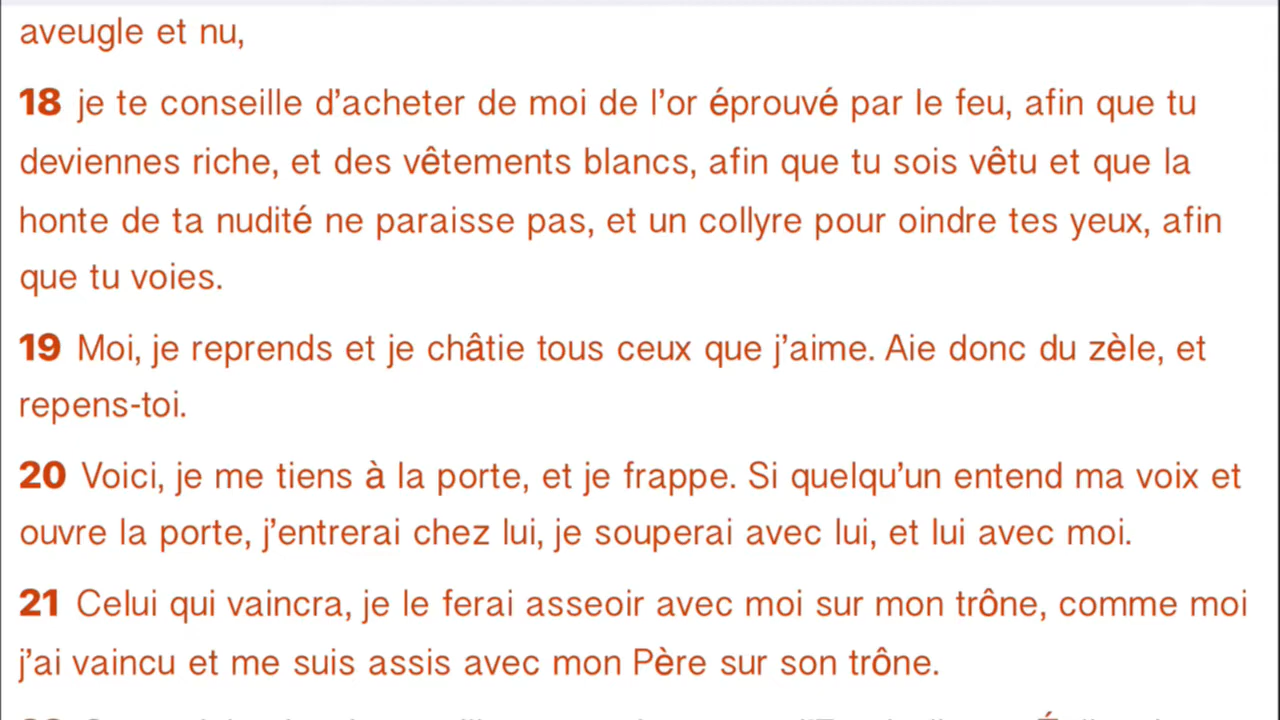 aveugle et nu,
18 je te conseille d’acheter de moi de l’or éprouvé par le feu, afin que tu
deviennes riche, et des vêtements blancs, afin que tu sois vêtu et que la
honte de ta nudité ne paraisse pas, et un collyre pour oindre tes yeux, afin
que tu voies.
19 Moi, je reprends et je châtie tous ceux que j’aime. Aie donc du zèle, et
repens-toi.
20 Voici, je me tiens à la porte, et je frappe. Si quelqu’un entend ma voix et
ouvre la porte, j’entrerai chez lui, je souperai avec lui, et lui avec moi.
21 Celui qui vaincra, je le ferai asseoir avec moi sur mon trône, comme moi
j’ai vaincu et me suis assis avec mon Père sur son trône.